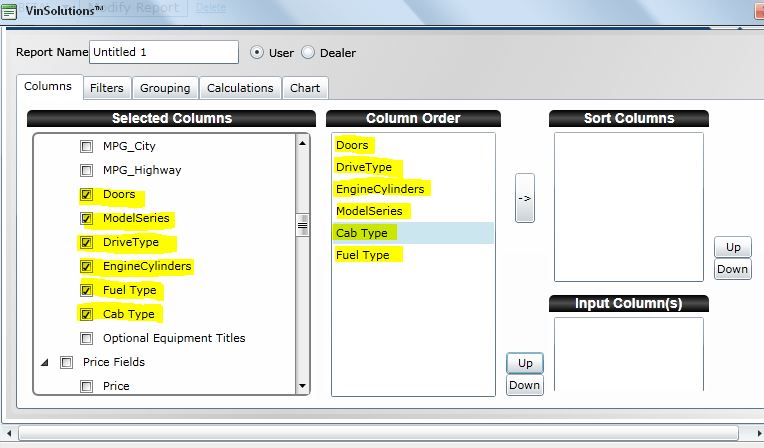 Modify Report Delete
VinSolutions™
Report Name Untitled 1 User Dealer
Columns Filters Grouping Calculations Chart
Selected Columns Column Order Sort Columns
MPG_City
MPG_Highway
Doors
ModelSeries
DriveType
EngineCylinders
Fuel Type
Cab Type
Optional Equipment Titles
Price Fields
Price
Doors
DriveType
EngineCylinders
ModelSeries
Cab Type
Fuel Type
Up
Down
->
Up
Down
Input Column(s)